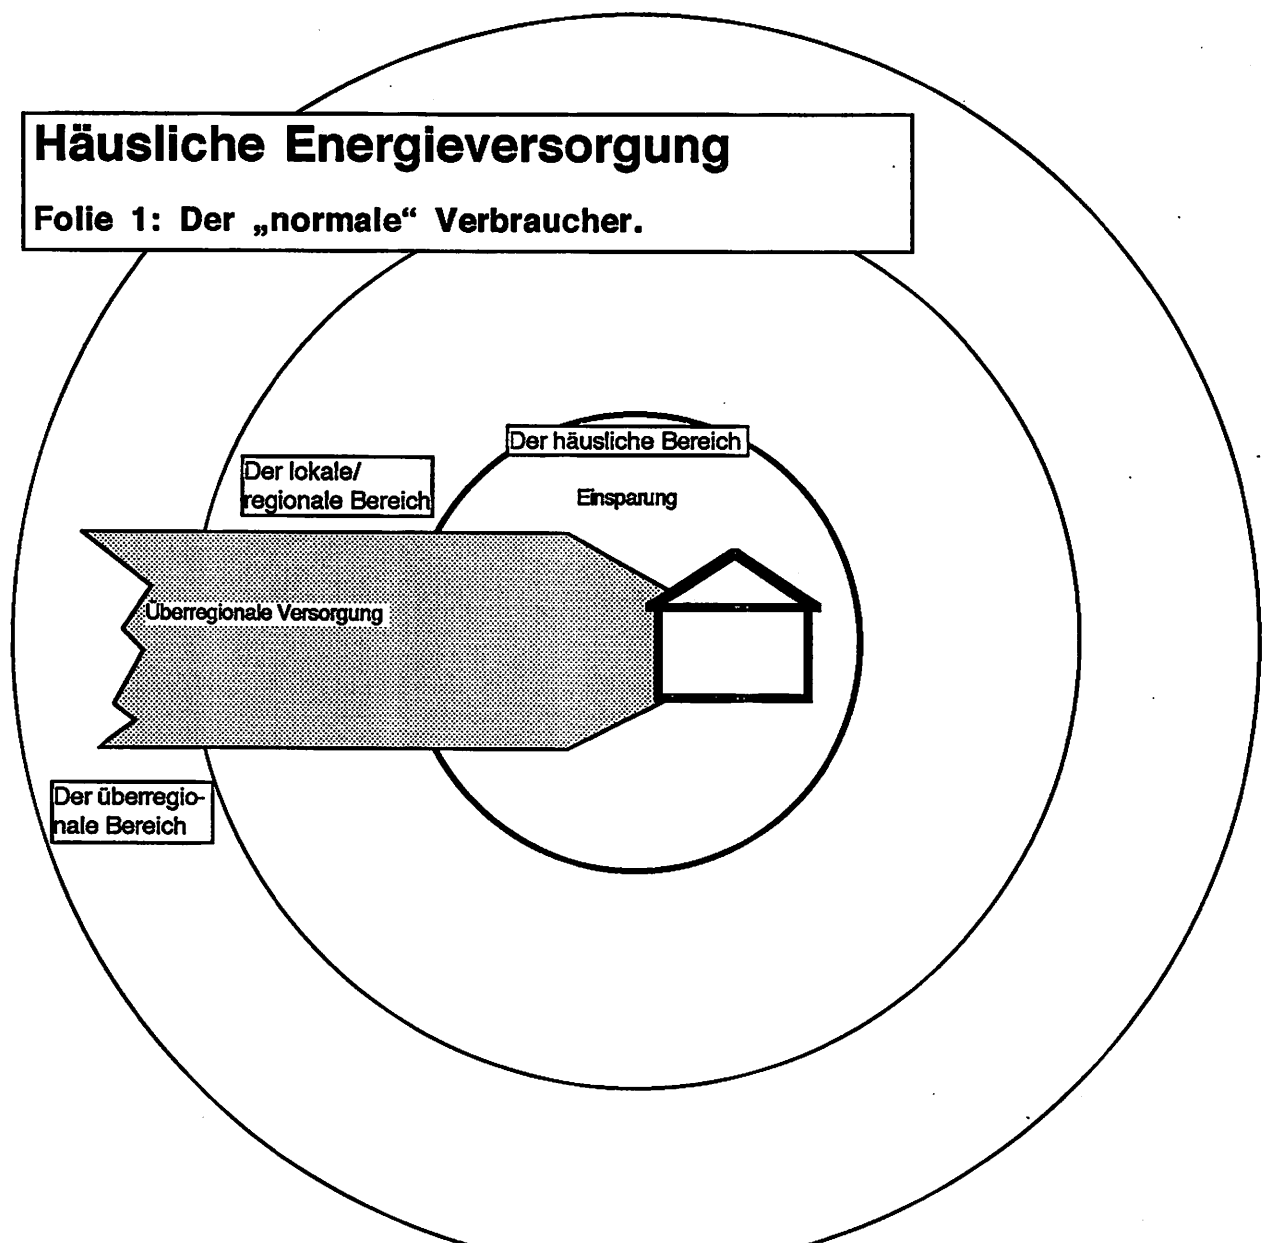 Häusliche Energieversorgung
Folie 1: Der „normale“ Verbraucher.
Der häusliche Bereich
Der lokale/
regionale Bereich
Einsparung
Überregionale Versorgung
Der überregio-
nale Bereich